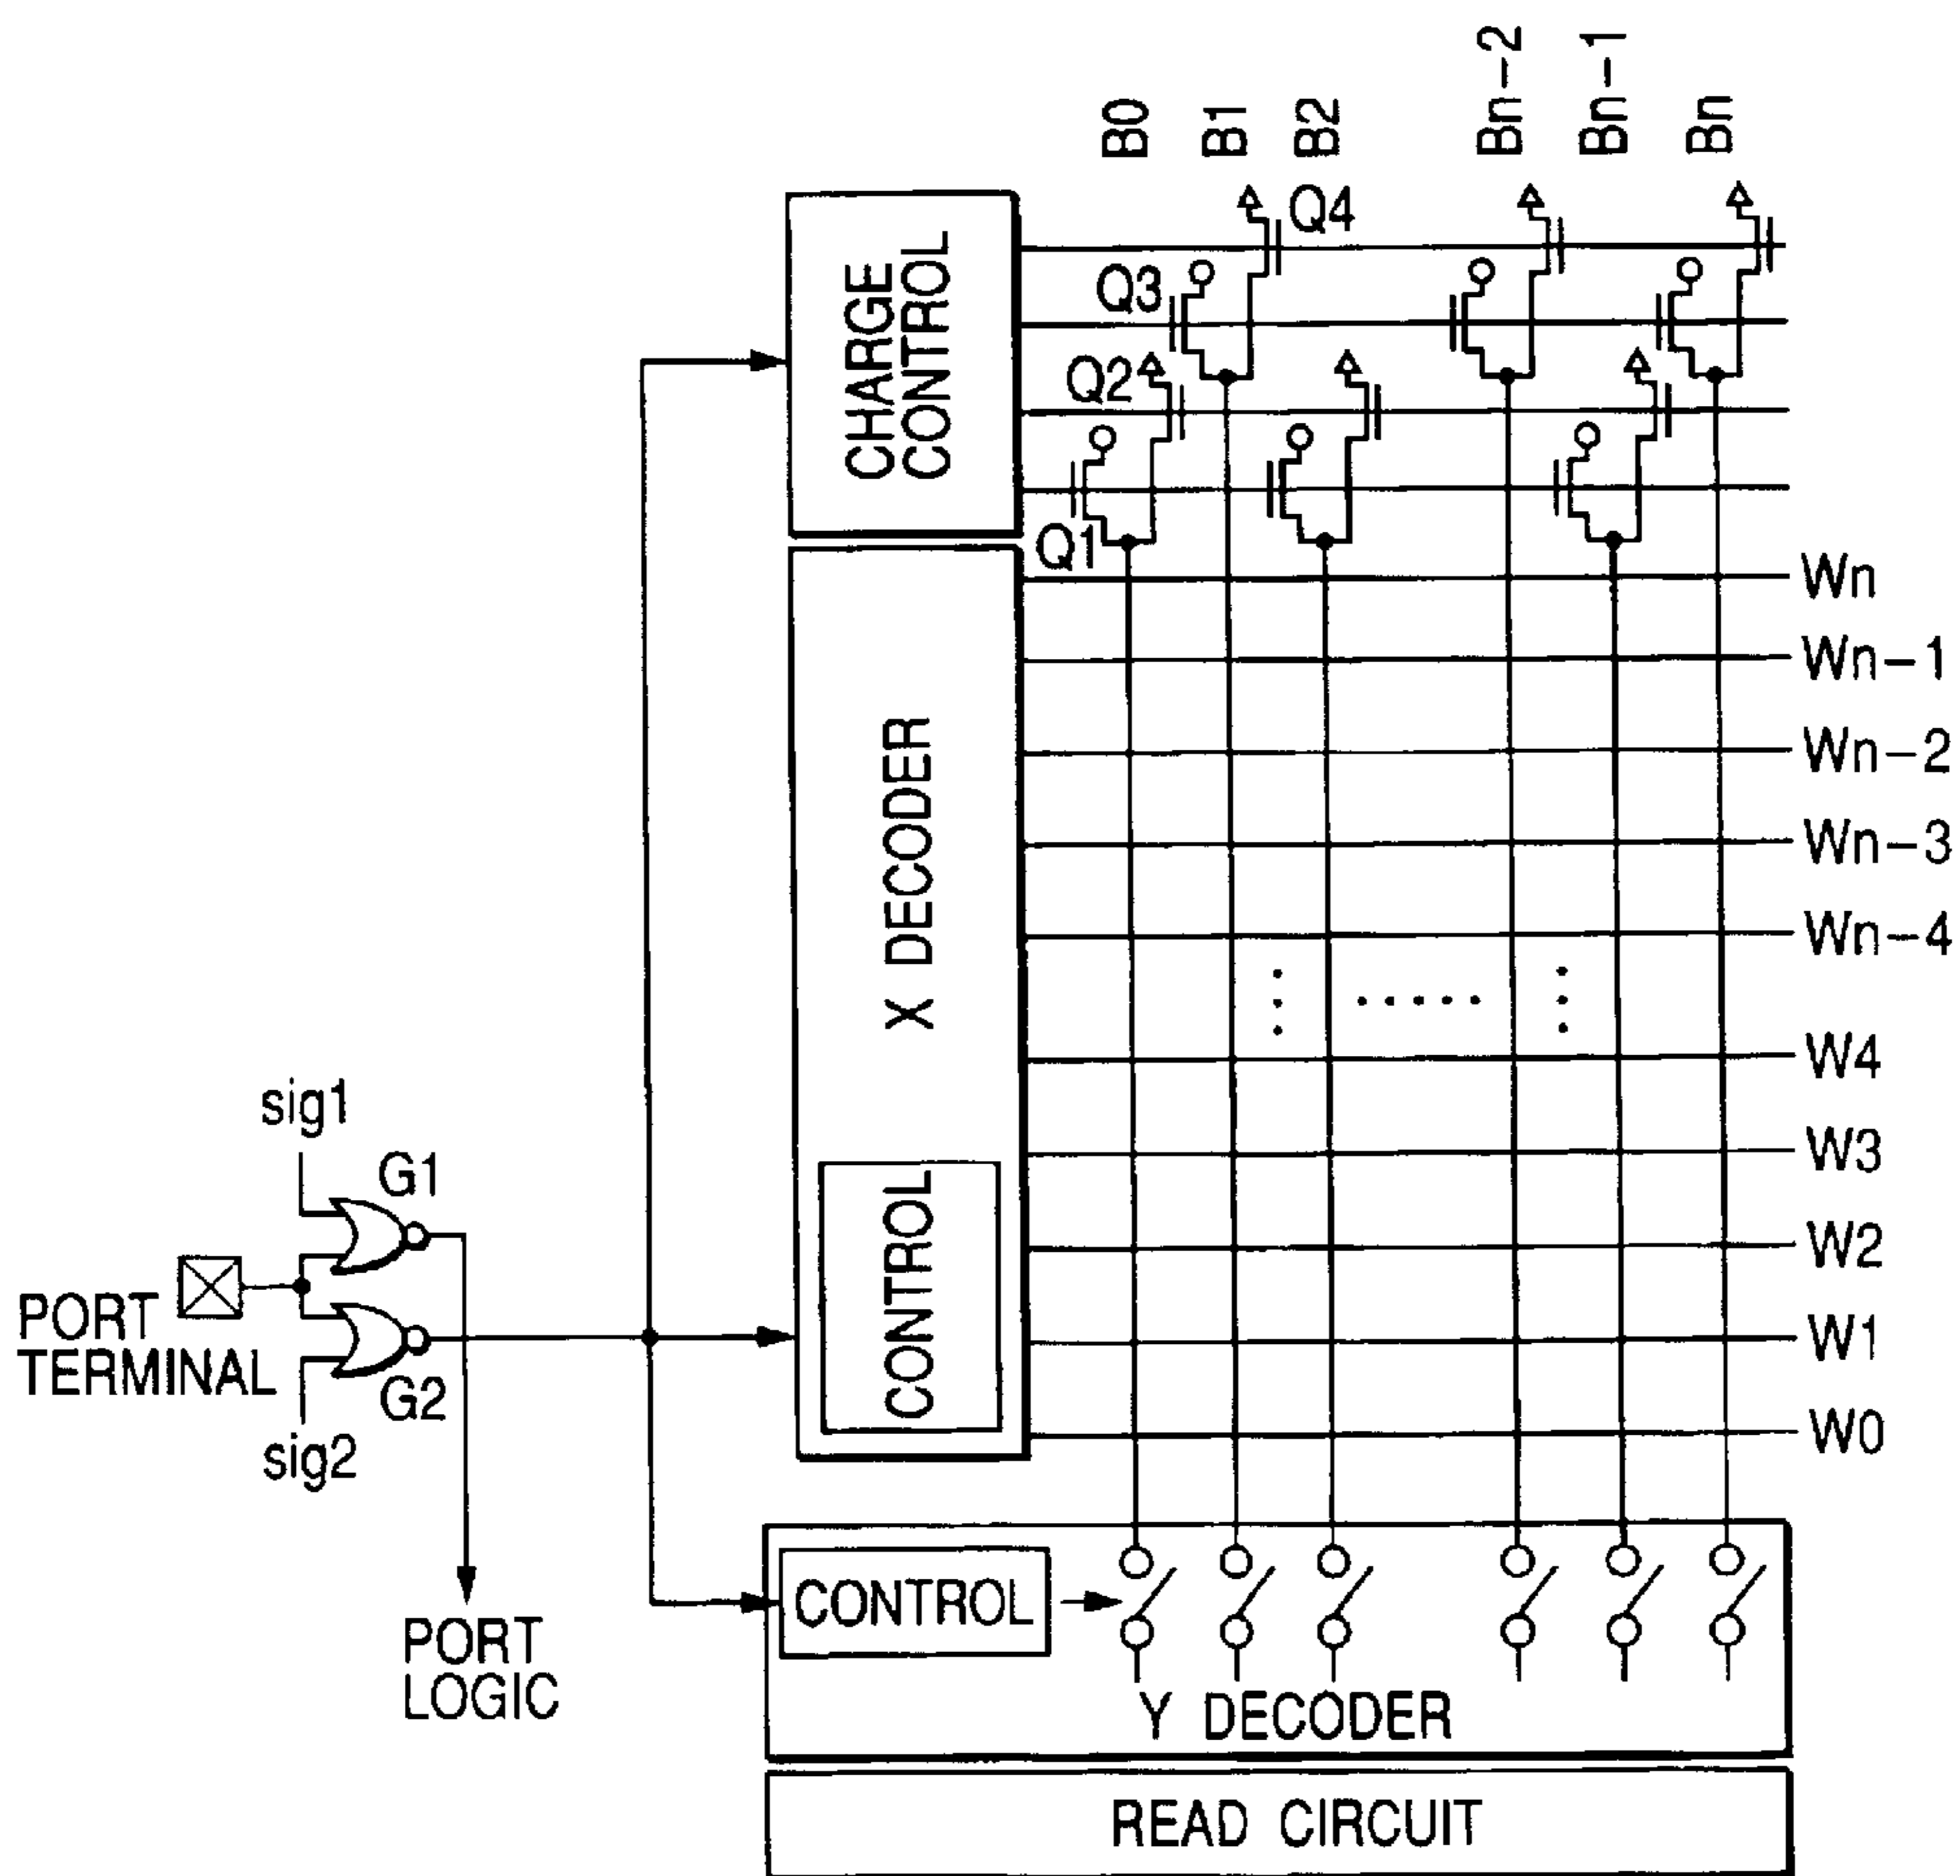 B0
B1
B2
Bn-2
Bn-1
Bn
CHARGE
CONTROL
Q4
Q3
Q2
Q1
Wn
Wn-1
Wn-2
Wn-3
Wn-4
X DECODER
W4
W3
W2
W1
W0
CONTROL
sig1
G1
PORT
TERMINAL
G2
sig2
PORT
LOGIC
CONTROL
Y DECODER
READ CIRCUIT